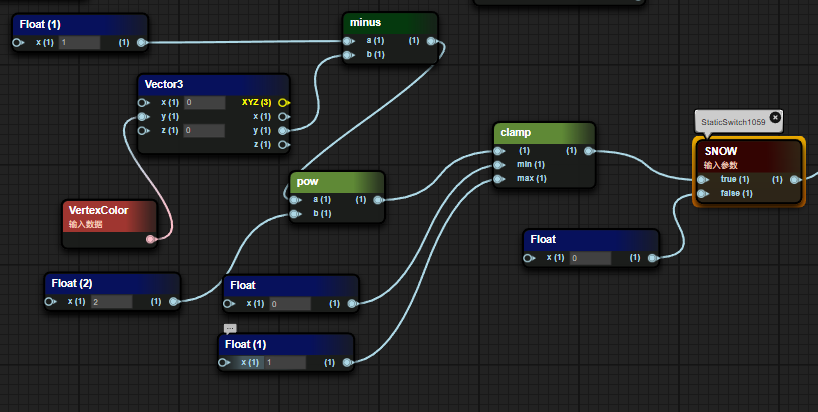 Float (1)
x (1) 1 (1)
minus
a (1) (1)
b (1)
Vector3
x (1) 0 XYZ (3)
y (1) x (1)
z (1) 0 y (1)
z (1)
VertexColor
输入数据
pow
a (1) (1)
b (1)
clamp
(1) (1)
min (1)
max (1)
StaticSwitch1059
SNOW
输入参数
true (1) (1)
false (1)
Float
x (1) 0 (1)
Float (2)
x (1) 2 (1)
Float
x (1) 0 (1)
Float (1)
x (1) 1 (1)